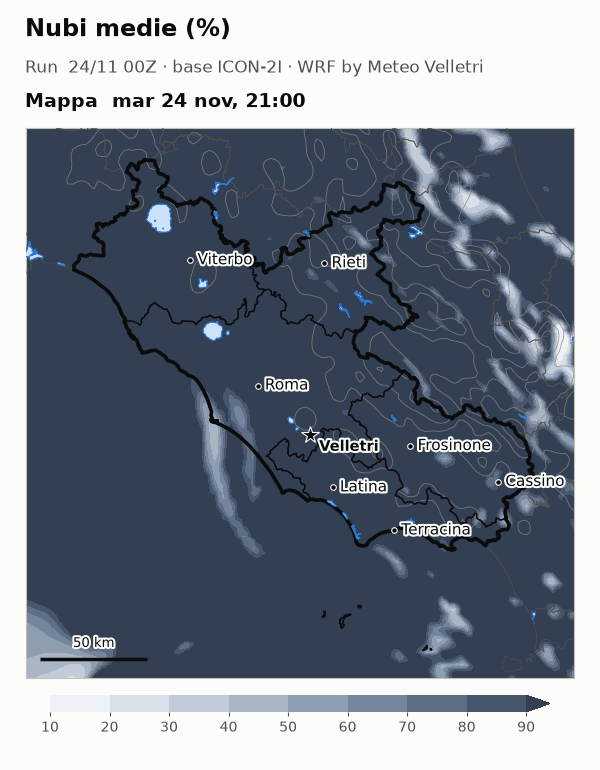 Nubi medie (%)
Run  24/11 00Z · base ICON-2I · WRF by Meteo Velletri
Mappa  mar 24 nov, 21:00
Viterbo
Rieti
Roma
Velletri
Frosinone
Cassino
Latina
Terracina
50 km
10 20 30 40 50 60 70 80 90